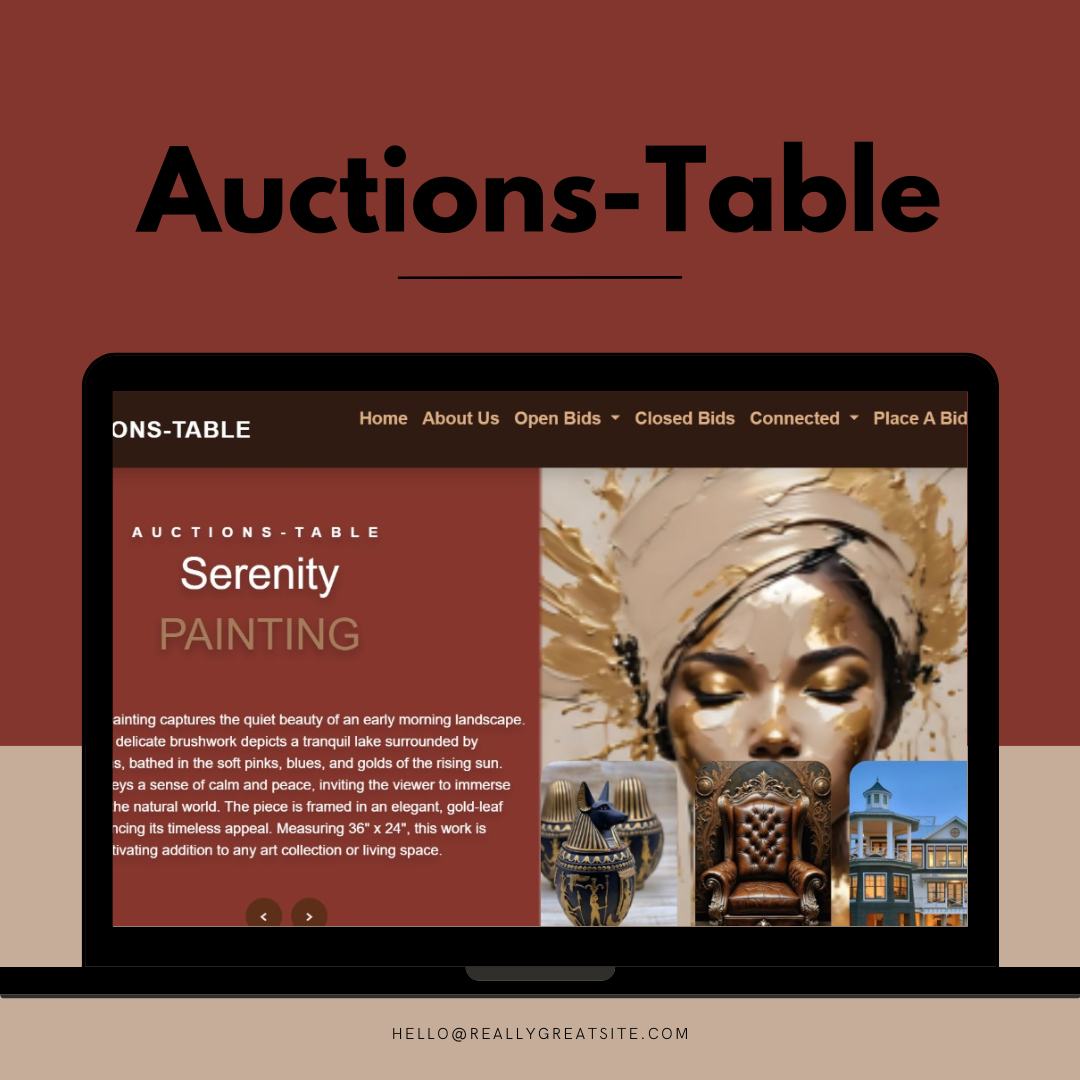 Auctions-Table
ONS-TABLE
Home About Us Open Bids Closed Bids Connected Place A Bid
AUCTIONS-TABLE
Serenity
PAINTING
ainting captures the quiet beauty of an early morning landscape.
delicate brushwork depicts a tranquil lake surrounded by
s, bathed in the soft pinks, blues, and golds of the rising sun.
eys a sense of calm and peace, inviting the viewer to immerse
he natural world. The piece is framed in an elegant, gold-leaf
ncing its timeless appeal. Measuring 36" x 24", this work is
tivating addition to any art collection or living space.
< >
HELLO@REALLYGREATSITE.COM